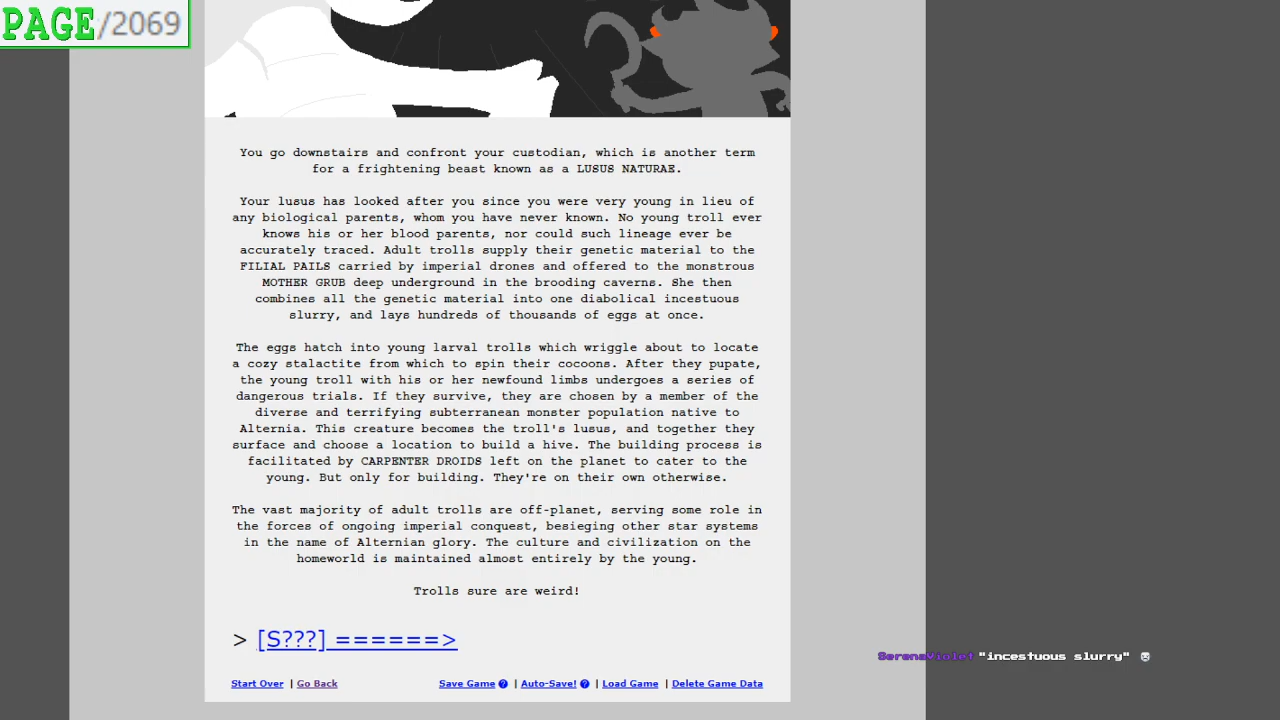 PAGE/2069
You go downstairs and confront your custodian, which is another term
for a frightening beast known as a LUSUS NATURAE.
Your lusus has looked after you since you were very young in lieu of
any biological parents, whom you have never known. No young troll ever
knows his or her blood parents, nor could such lineage ever be
accurately traced. Adult trolls supply their genetic material to the
FILIAL PAILS carried by imperial drones and offered to the monstrous
MOTHER GRUB deep underground in the brooding caverns. She then
combines all the genetic material into one diabolical incestuous
slurry, and lays hundreds of thousands of eggs at once.
The eggs hatch into young larval trolls which wriggle about to locate
a cozy stalactite from which to spin their cocoons. After they pupate,
the young troll with his or her newfound limbs undergoes a series of
dangerous trials. If they survive, they are chosen by a member of the
diverse and terrifying subterranean monster population native to
Alternia. This creature becomes the troll's lusus, and together they
surface and choose a location to build a hive. The building process is
facilitated by CARPENTER DROIDS left on the planet to cater to the
young. But only for building. They're on their own otherwise.
The vast majority of adult trolls are off-planet, serving some role in
the forces of ongoing imperial conquest, besieging other star systems
in the name of Alternian glory. The culture and civilization on the
homeworld is maintained almost entirely by the young.
Trolls sure are weird!
> [S???] ======>
SerenaViolet "incestuous slurry"
Start Over | Go Back Save Game ? | Auto-Save! ? | Load Game | Delete Game Data